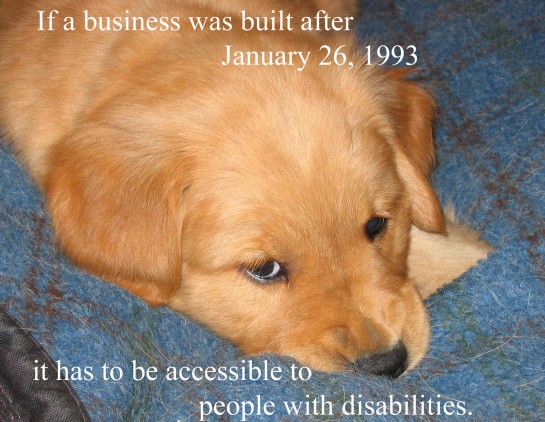 If a business was built after
January 26, 1993
it has to be accessible to
people with disabilities.